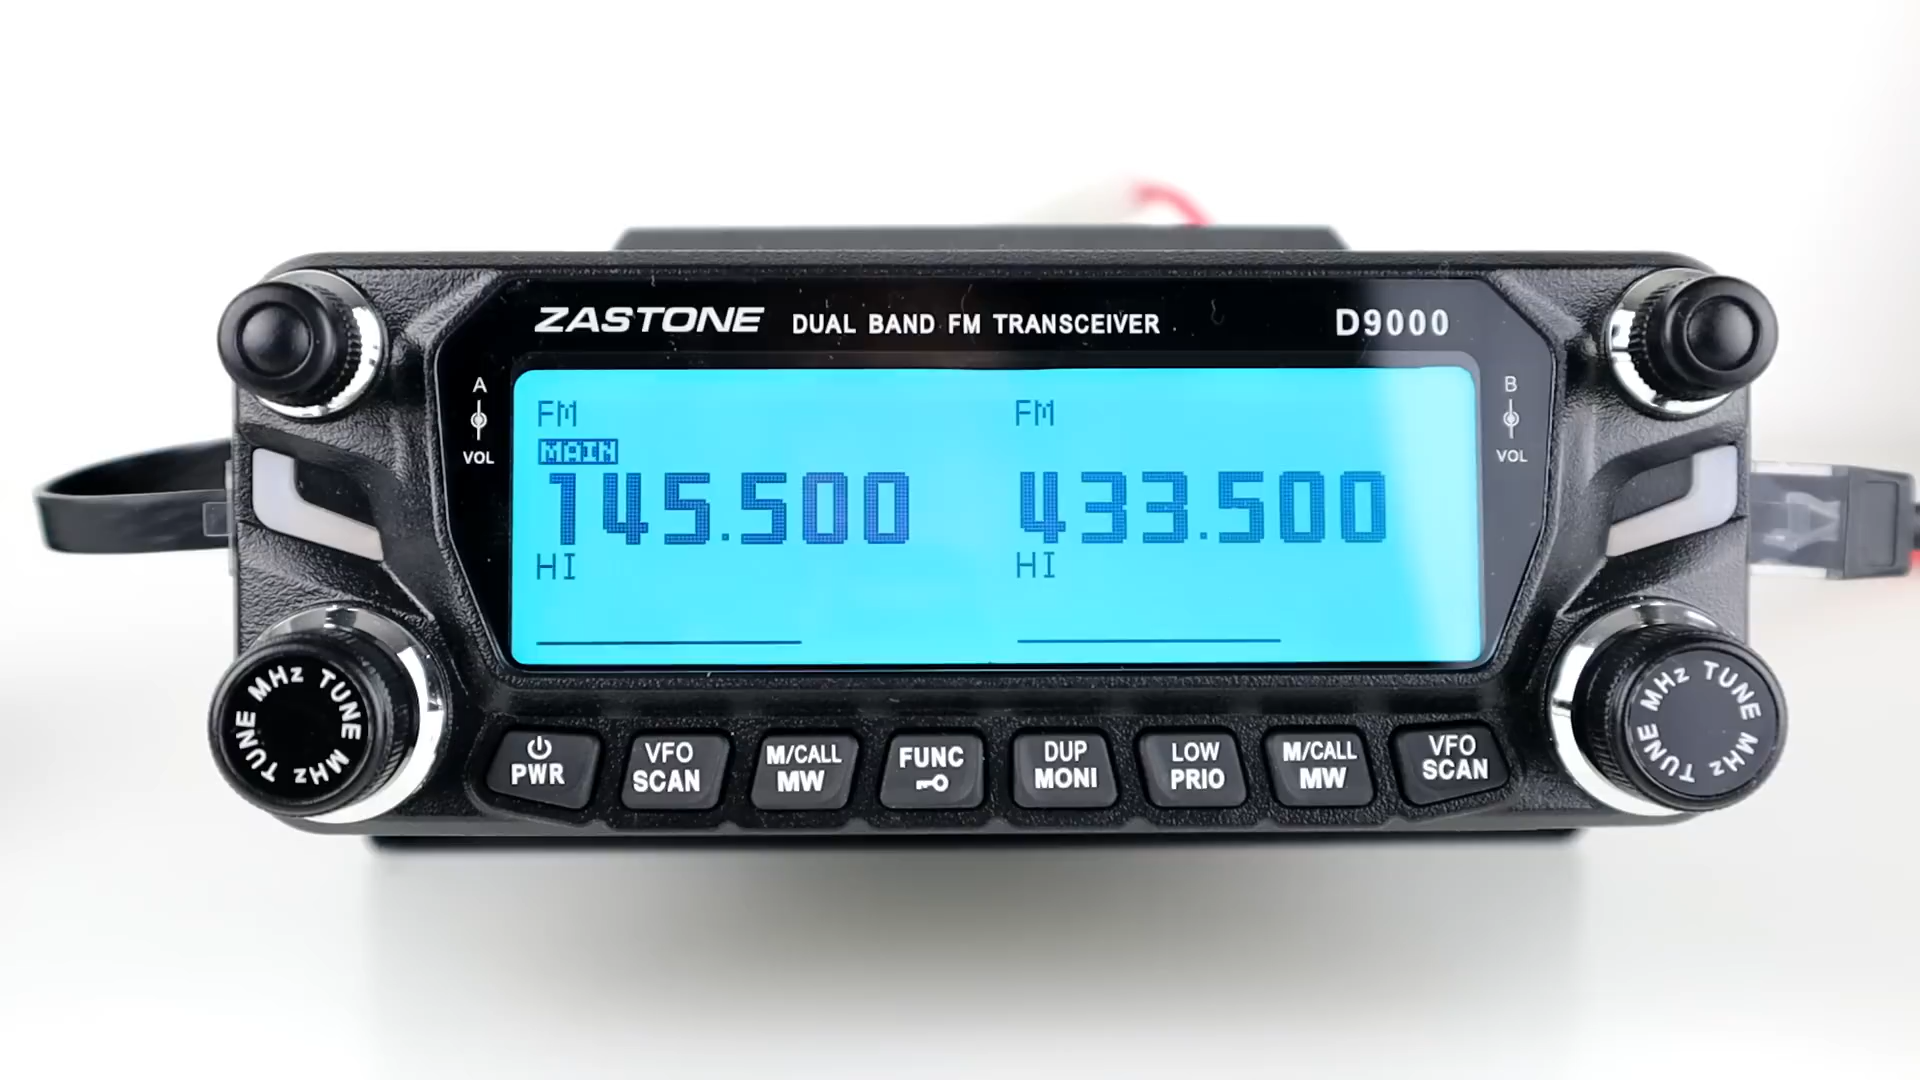 ZASTONE DUAL BAND FM TRANSCEIVER D9000
A
VOL
B
VOL
FM FM
MAIN
145.500 433.500
HI HI
TUNE MHz TUNE MHz
TUNE MHz TUNE MHz
PWR
VFO
SCAN
M/CALL
MW
FUNC
DUP
MONI
LOW
PRIO
M/CALL
MW
VFO
SCAN